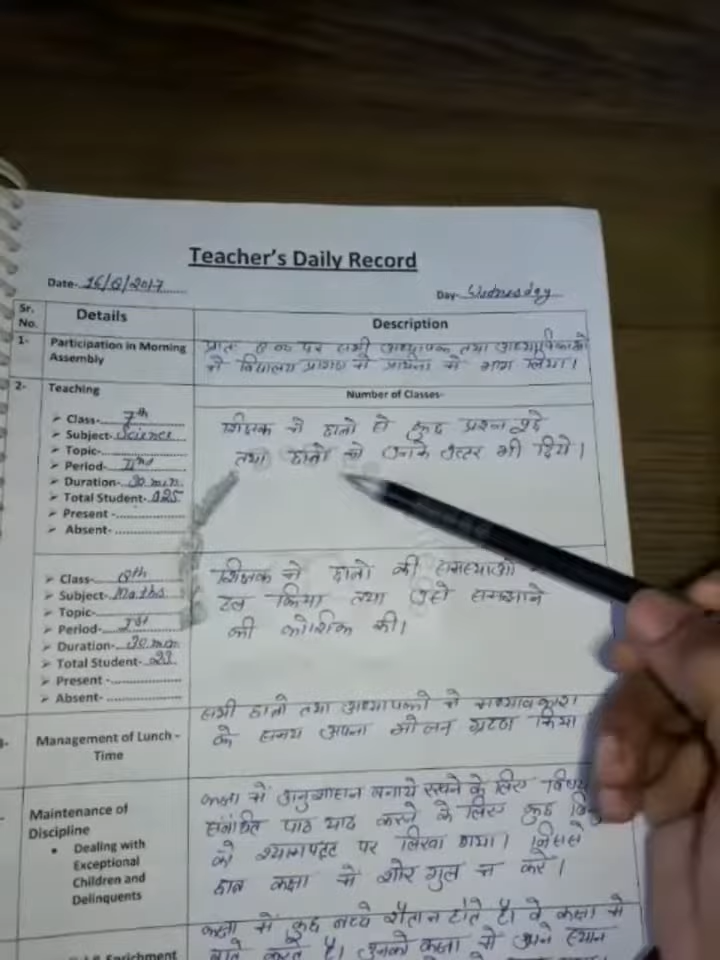 Teacher's Daily Record
Date- 16/8/2017
Day- Wednesday
Sr. No.
Details
Description
1-
Participation in Morning Assembly
प्रातः 8:00 पर सभी अध्यापक तथा अध्यापिकाओं
ने विद्यालय प्रांगण में प्रार्थना में भाग लिया।
2-
Teaching
Number of Classes-
➤ Class- 7th
➤ Subject- Science
➤ Topic-
➤ Period- IInd
➤ Duration- 30 min
➤ Total Student-
➤ Present -
➤ Absent-
शिक्षक ने छात्रो से कुछ प्रश्न पूछे
तथा छात्रो को उनके उत्तर भी दिये।
➤ Class- 8th
➤ Subject- Maths
➤ Topic-
➤ Period- Ist
➤ Duration- 30 min
➤ Total Student- 23
➤ Present -
➤ Absent-
शिक्षक ने छात्रो की समस्याओ
हल किया तथा उन्हे समझाने
की कोशिश की।
Management of Lunch -
Time
सभी छात्रो तथा अध्यापको ने मध्यावकाश
के समय अपना भोजन ग्रहण किया
Maintenance of
Discipline
• Dealing with
Exceptional
Children and
Delinquents
कक्षा में अनुशासन बनाये रखने के लिए विषय
संबंधित पाठ याद करने के लिए कुछ
को श्यामपट्ट पर लिखा गया। जिससे
छात्र कक्षा में शोर गुल न करे।
Enrichment
कक्षा में कुछ बच्चे शैतान होते है। वे कक्षा में
बाते करते है। उनको कक्षा में अपने स्थान